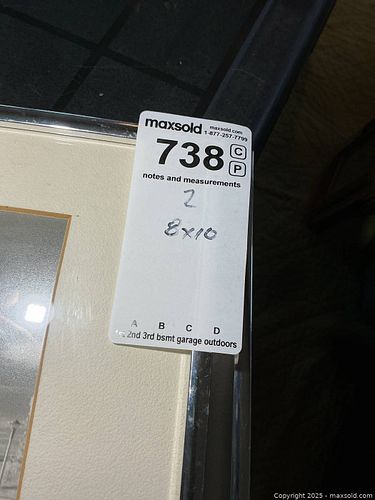 maxsold maxsold.com
1-877-257-7799
738 C
P
notes and measurements
2
8x10
A B C D
2nd 3rd bsmt garage outdoors
Copyright 2025 - maxsold.com